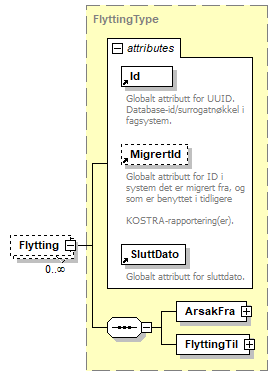 FlyttingType
attributes
Id
Globalt attributt for UUID.
Database-id/surrogatnøkkel i
fagsystem.
MigrertId
Globalt attributt for ID i
system det er migrert fra, og
som er benyttet i tidligere
KOSTRA-rapportering(er).
Flytting
0..∞
SluttDato
Globalt attributt for sluttdato.
ArsakFra
FlyttingTil